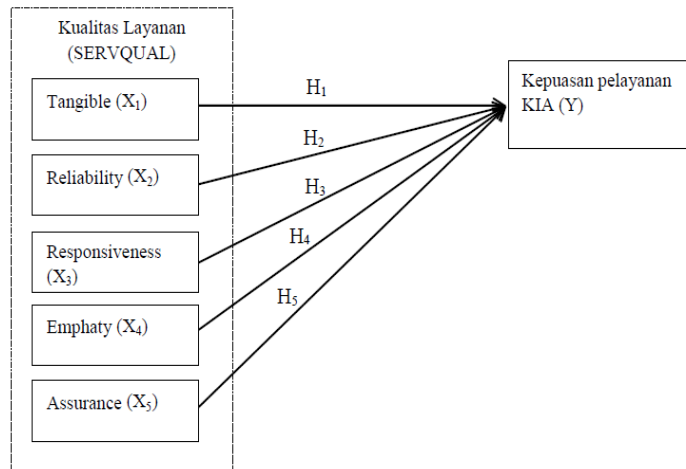 Kualitas Layanan
(SERVQUAL)
Tangible (X₁)
Reliability (X₂)
Responsiveness
(X₃)
Emphaty (X₄)
Assurance (X₅)
H₁
H₂
H₃
H₄
H₅
Kepuasan pelayanan
KIA (Y)